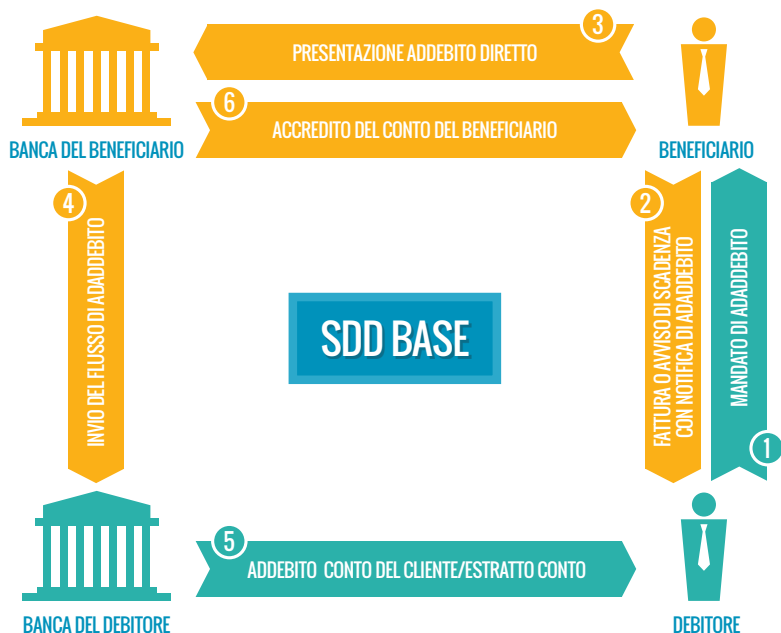 3
PRESENTAZIONE ADDEBITO DIRETTO
6
ACCREDITO DEL CONTO DEL BENEFICIARIO
BANCA DEL BENEFICIARIO
BENEFICIARIO
4
INVIO DEL FLUSSO DI ADADDEBITO
2
FATTURA O AVVISO DI SCADENZA
CON NOTIFICA DI ADADDEBITO
MANDATO DI ADADDEBITO
1
SDD BASE
5
ADDEBITO CONTO DEL CLIENTE/ESTRATTO CONTO
BANCA DEL DEBITORE
DEBITORE